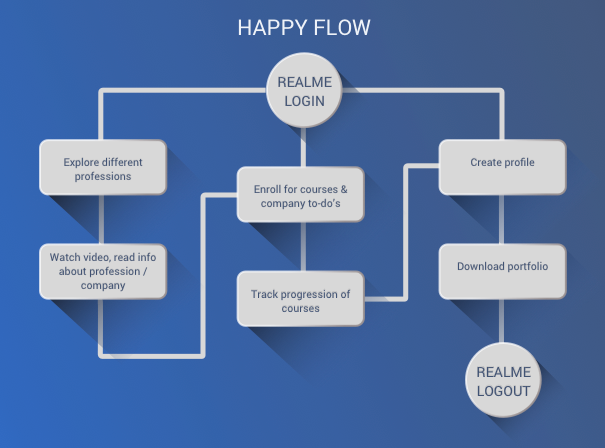 HAPPY FLOW
REALME
LOGIN
Explore different
professions
Watch video, read info
about profession /
company
Enroll for courses &
company to-do's
Track progression of
courses
Create profile
Download portfolio
REALME
LOGOUT